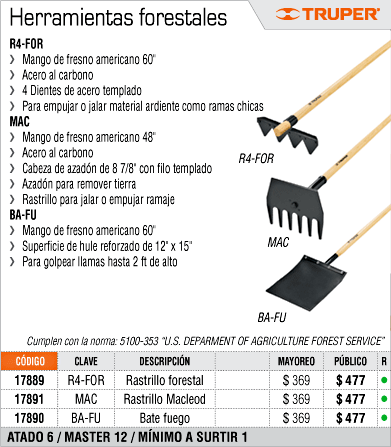 Herramientas forestales
TRUPER®
R4-FOR
❯ Mango de fresno americano 60"
❯ Acero al carbono
❯ 4 Dientes de acero templado
❯ Para empujar o jalar material ardiente como ramas chicas
MAC
❯ Mango de fresno americano 48"
❯ Acero al carbono
❯ Cabeza de azadón de 8 7/8" con filo templado
❯ Azadón para remover tierra
❯ Rastrillo para jalar o empujar ramaje
BA-FU
❯ Mango de fresno americano 60"
❯ Superficie de hule reforzado de 12" x 15"
❯ Para golpear llamas hasta 2 ft de alto
R4-FOR
MAC
BA-FU
Cumplen con la norma: 5100-353 "U.S. DEPARMENT OF AGRICULTURE FOREST SERVICE"
CÓDIGO CLAVE DESCRIPCIÓN MAYOREO PÚBLICO R
17889 R4-FOR Rastrillo forestal $ 369 $ 477
17891 MAC Rastrillo Macleod $ 369 $ 477
17890 BA-FU Bate fuego $ 369 $ 477
ATADO 6 / MASTER 12 / MÍNIMO A SURTIR 1